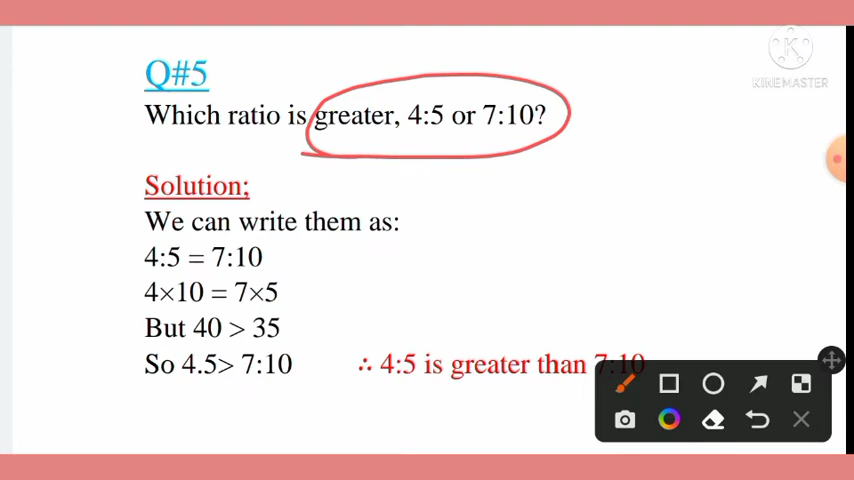 KINEMASTER
Q#5
Which ratio is greater, 4:5 or 7:10?
Solution;
We can write them as:
4:5 = 7:10
4×10 = 7×5
But 40 > 35
So 4.5> 7:10 ∴ 4:5 is greater than 7:10